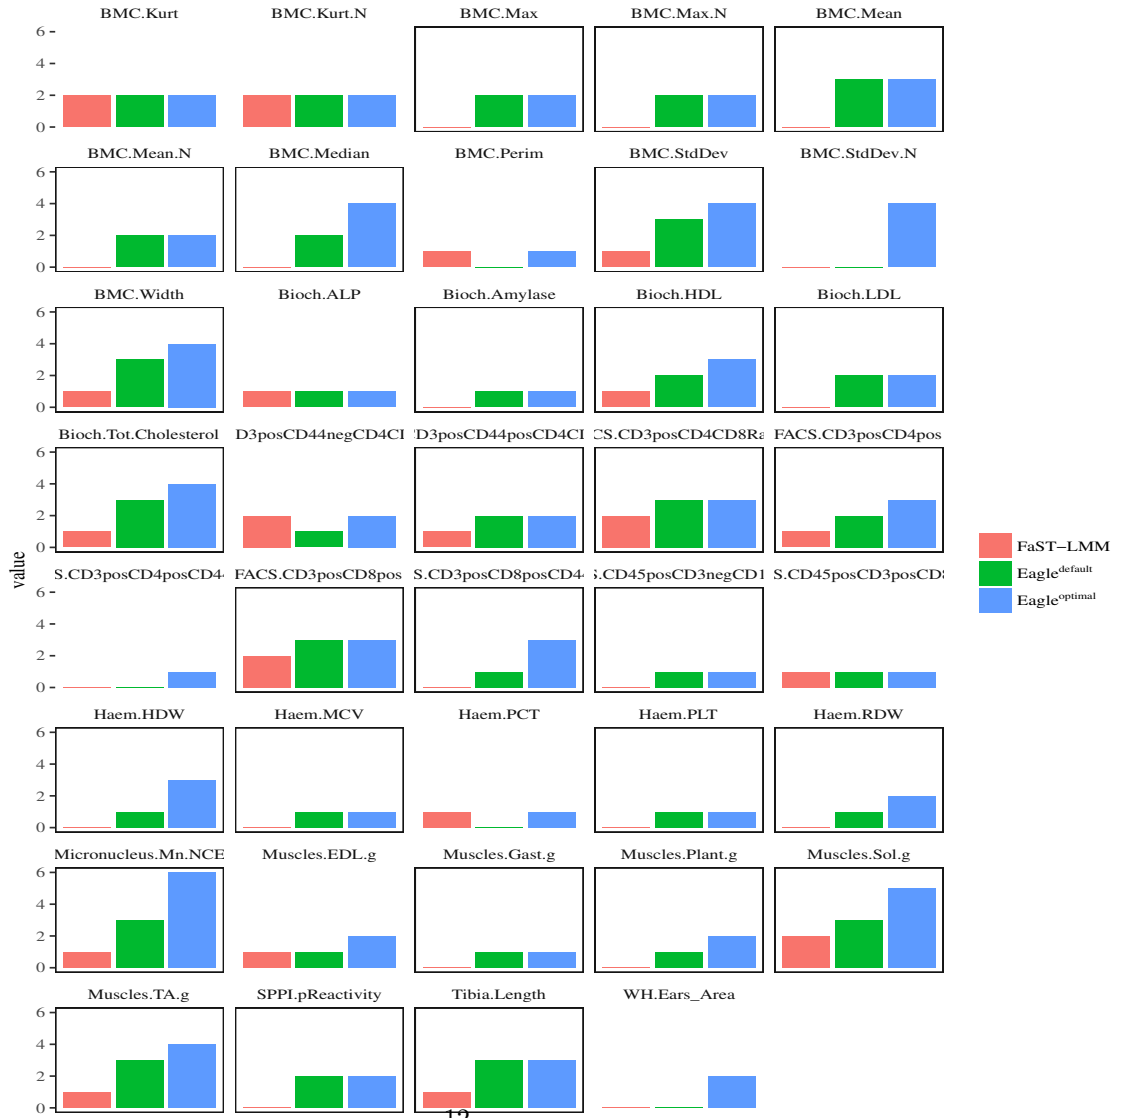 BMC.Kurt BMC.Kurt.N BMC.Max BMC.Max.N BMC.Mean
6
4
2
0
BMC.Mean.N BMC.Median BMC.Perim BMC.StdDev BMC.StdDev.N
6
4
2
0
BMC.Width Bioch.ALP Bioch.Amylase Bioch.HDL Bioch.LDL
6
4
2
0
Bioch.Tot.Cholesterol D3posCD44negCD4CI CD3posCD44posCD4CI CS.CD3posCD4CD8Ra FACS.CD3posCD4pos
6
4
2
0
value
S.CD3posCD4posCD4 FACS.CD3posCD8pos S.CD3posCD8posCD4 S.CD45posCD3negCD1 S.CD45posCD3posCD8
6
4
2
0
Haem.HDW Haem.MCV Haem.PCT Haem.PLT Haem.RDW
6
4
2
0
Micronucleus.Mn.NCE Muscles.EDL.g Muscles.Gast.g Muscles.Plant.g Muscles.Sol.g
6
4
2
0
Muscles.TA.g SPPI.pReactivity Tibia.Length WH.Ears_Area
6
4
2
0
FaST−LMM
Eagle^default
Eagle^optimal
12